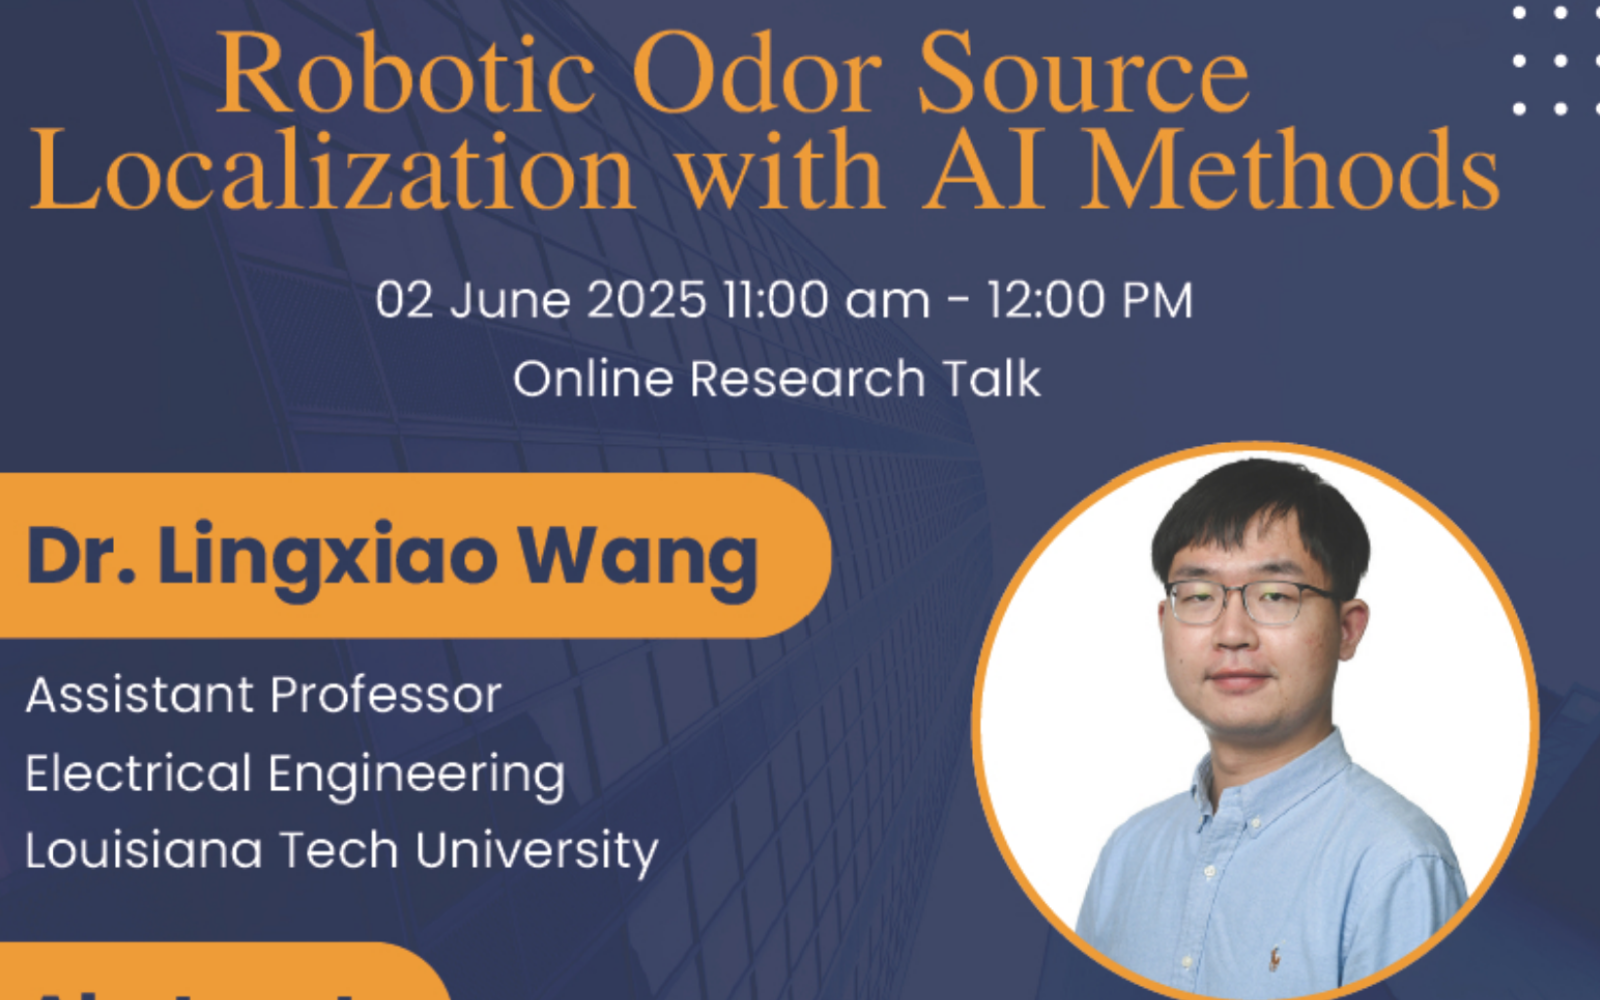 Robotic Odor Source
Localization with AI Methods
02 June 2025 11:00 am - 12:00 PM
Online Research Talk
Dr. Lingxiao Wang
Assistant Professor
Electrical Engineering
Louisiana Tech University